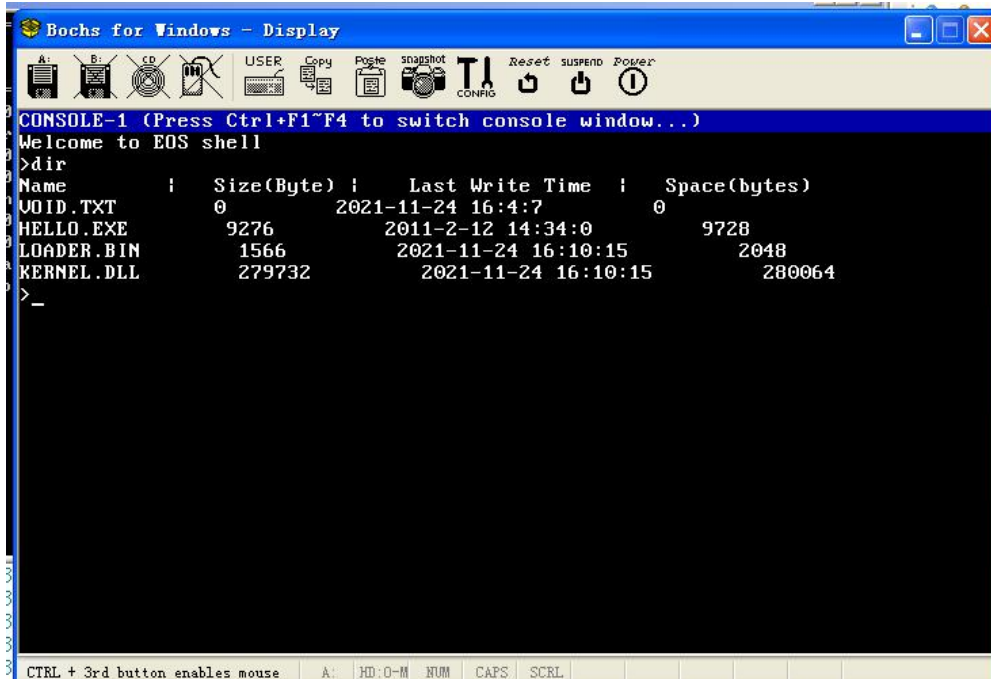 Bochs for Windows - Display
A: B: CD USER Copy Paste snapshot CONFIG Reset SUSPEND Power
CONSOLE-1 (Press Ctrl+F1~F4 to switch console window...)
Welcome to EOS shell
>dir
Name | Size(Byte) | Last Write Time | Space(bytes)
VOID.TXT 0 2021-11-24 16:4:7 0
HELLO.EXE 9276 2011-2-12 14:34:0 9728
LOADER.BIN 1566 2021-11-24 16:10:15 2048
KERNEL.DLL 279732 2021-11-24 16:10:15 280064
>_
CTRL + 3rd button enables mouse A: HD:0-M NUM CAPS SCRL